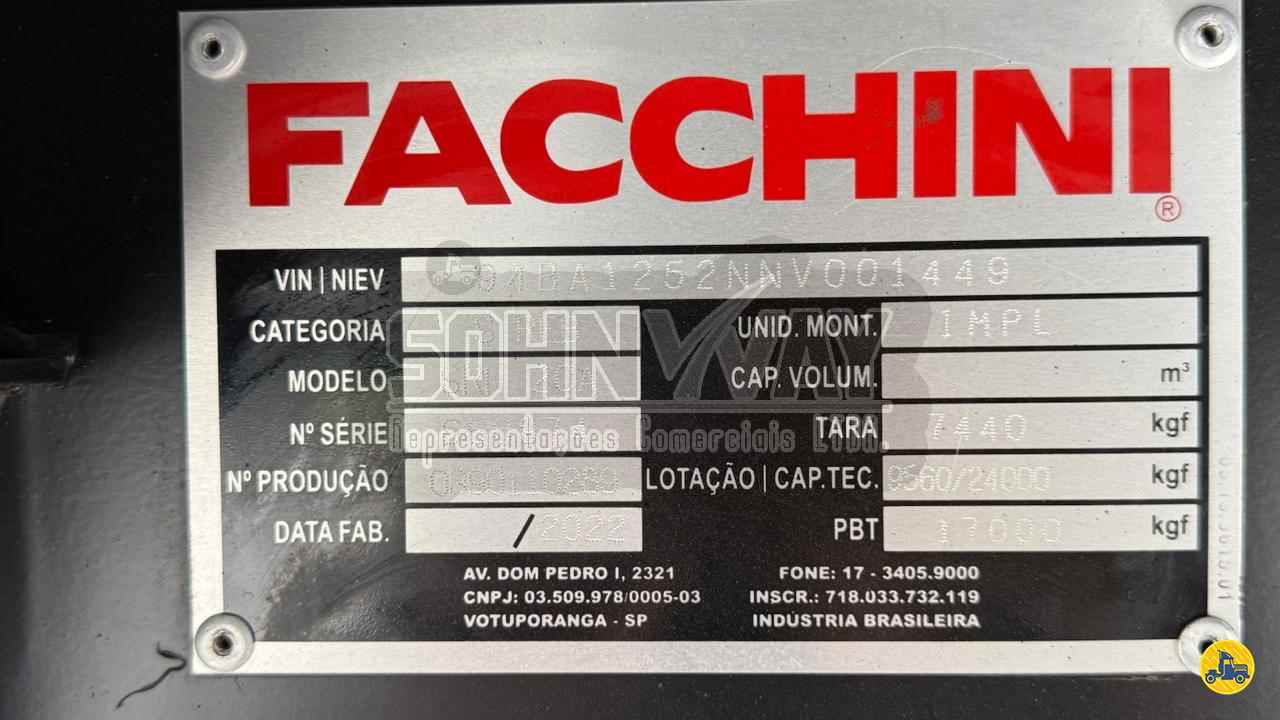 FACCHINI
®
VIN | NIEV 94BA1252NNV001449
CATEGORIA UNID. MONT. IMPL
MODELO CAP. VOLUM. m³
Nº SÉRIE TARA 7440 kgf
Nº PRODUÇÃO LOTAÇÃO | CAP.TEC. 9560/24000 kgf
DATA FAB. /2022 PBT 17000 kgf
AV. DOM PEDRO I, 2321 FONE: 17 - 3405.9000
CNPJ: 03.509.978/0005-03 INSCR.: 718.033.732.119
VOTUPORANGA - SP INDÚSTRIA BRASILEIRA
SOHNWAY
Representações Comerciais LTDA